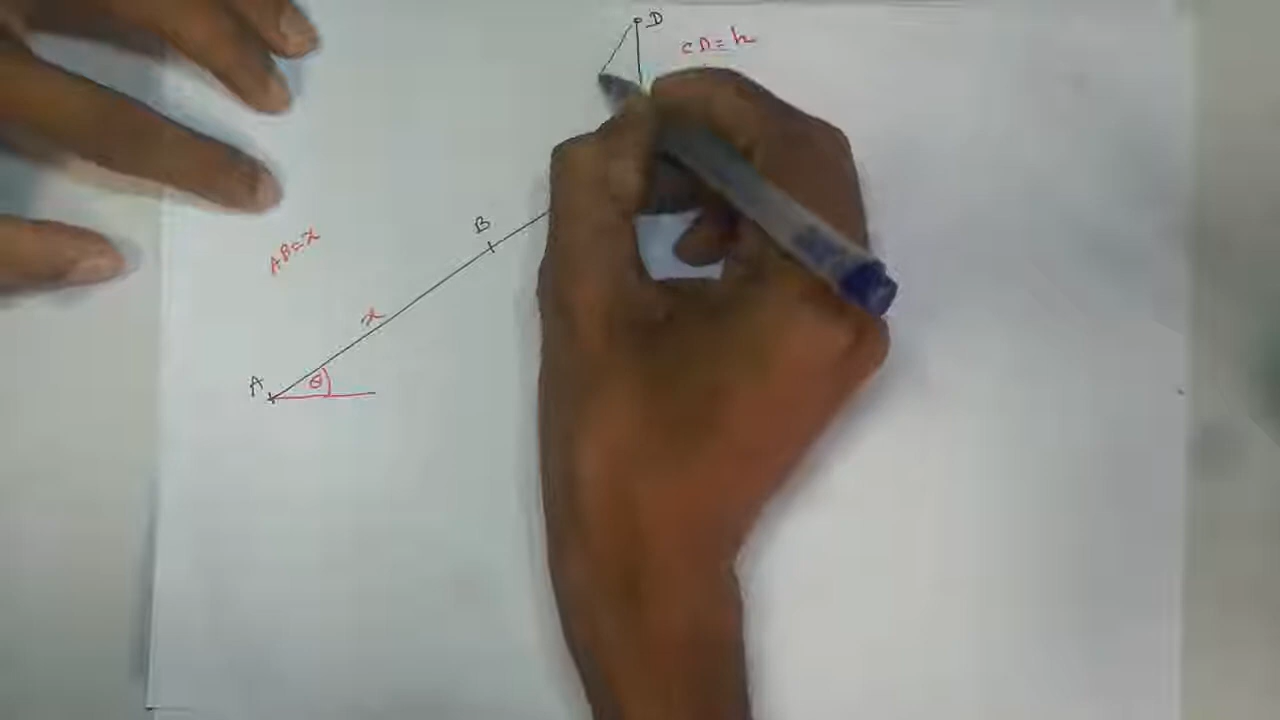 D
CD = h
B
AB = x
x
A
θ